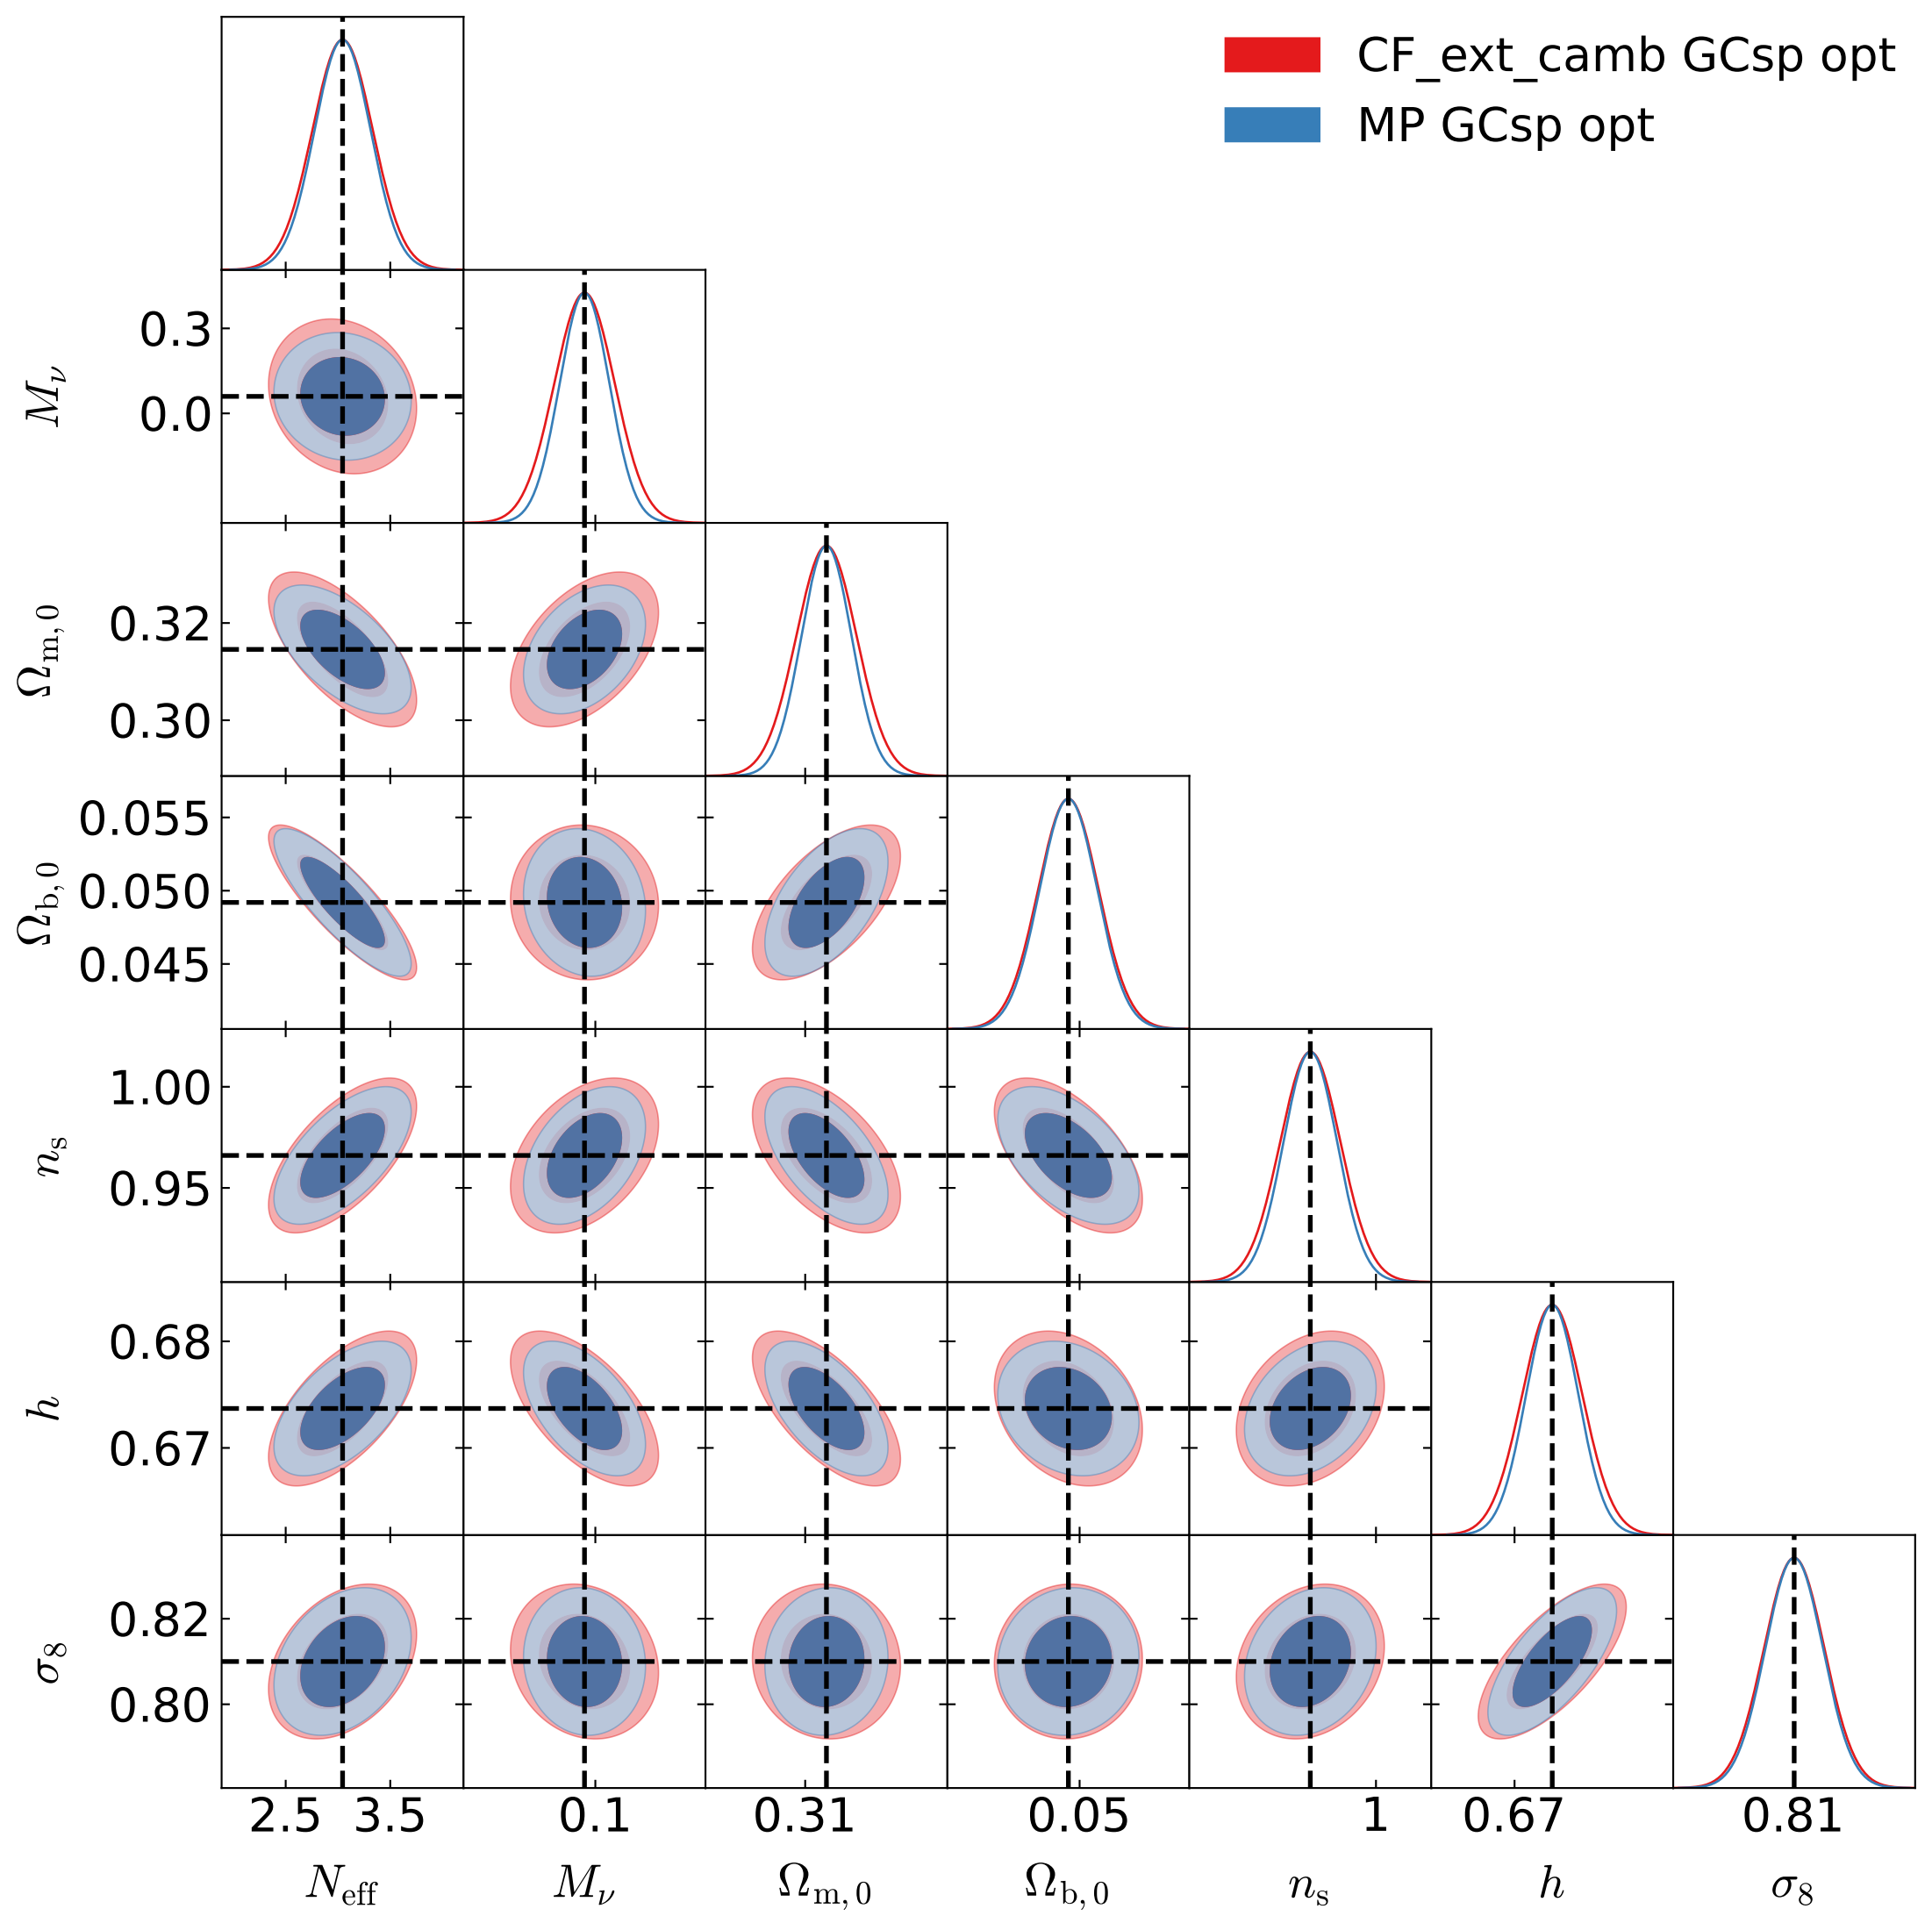 CF_ext_camb GCsp opt
MP GCsp opt
0.3
0.0
M_ν
0.32
0.30
Ω_m,0
0.055
0.050
0.045
Ω_b,0
1.00
0.95
n_s
0.68
0.67
h
0.82
0.80
σ_8
2.5 3.5 0.1 0.31 0.05 1 0.67 0.81
N_eff M_ν Ω_m,0 Ω_b,0 n_s h σ_8